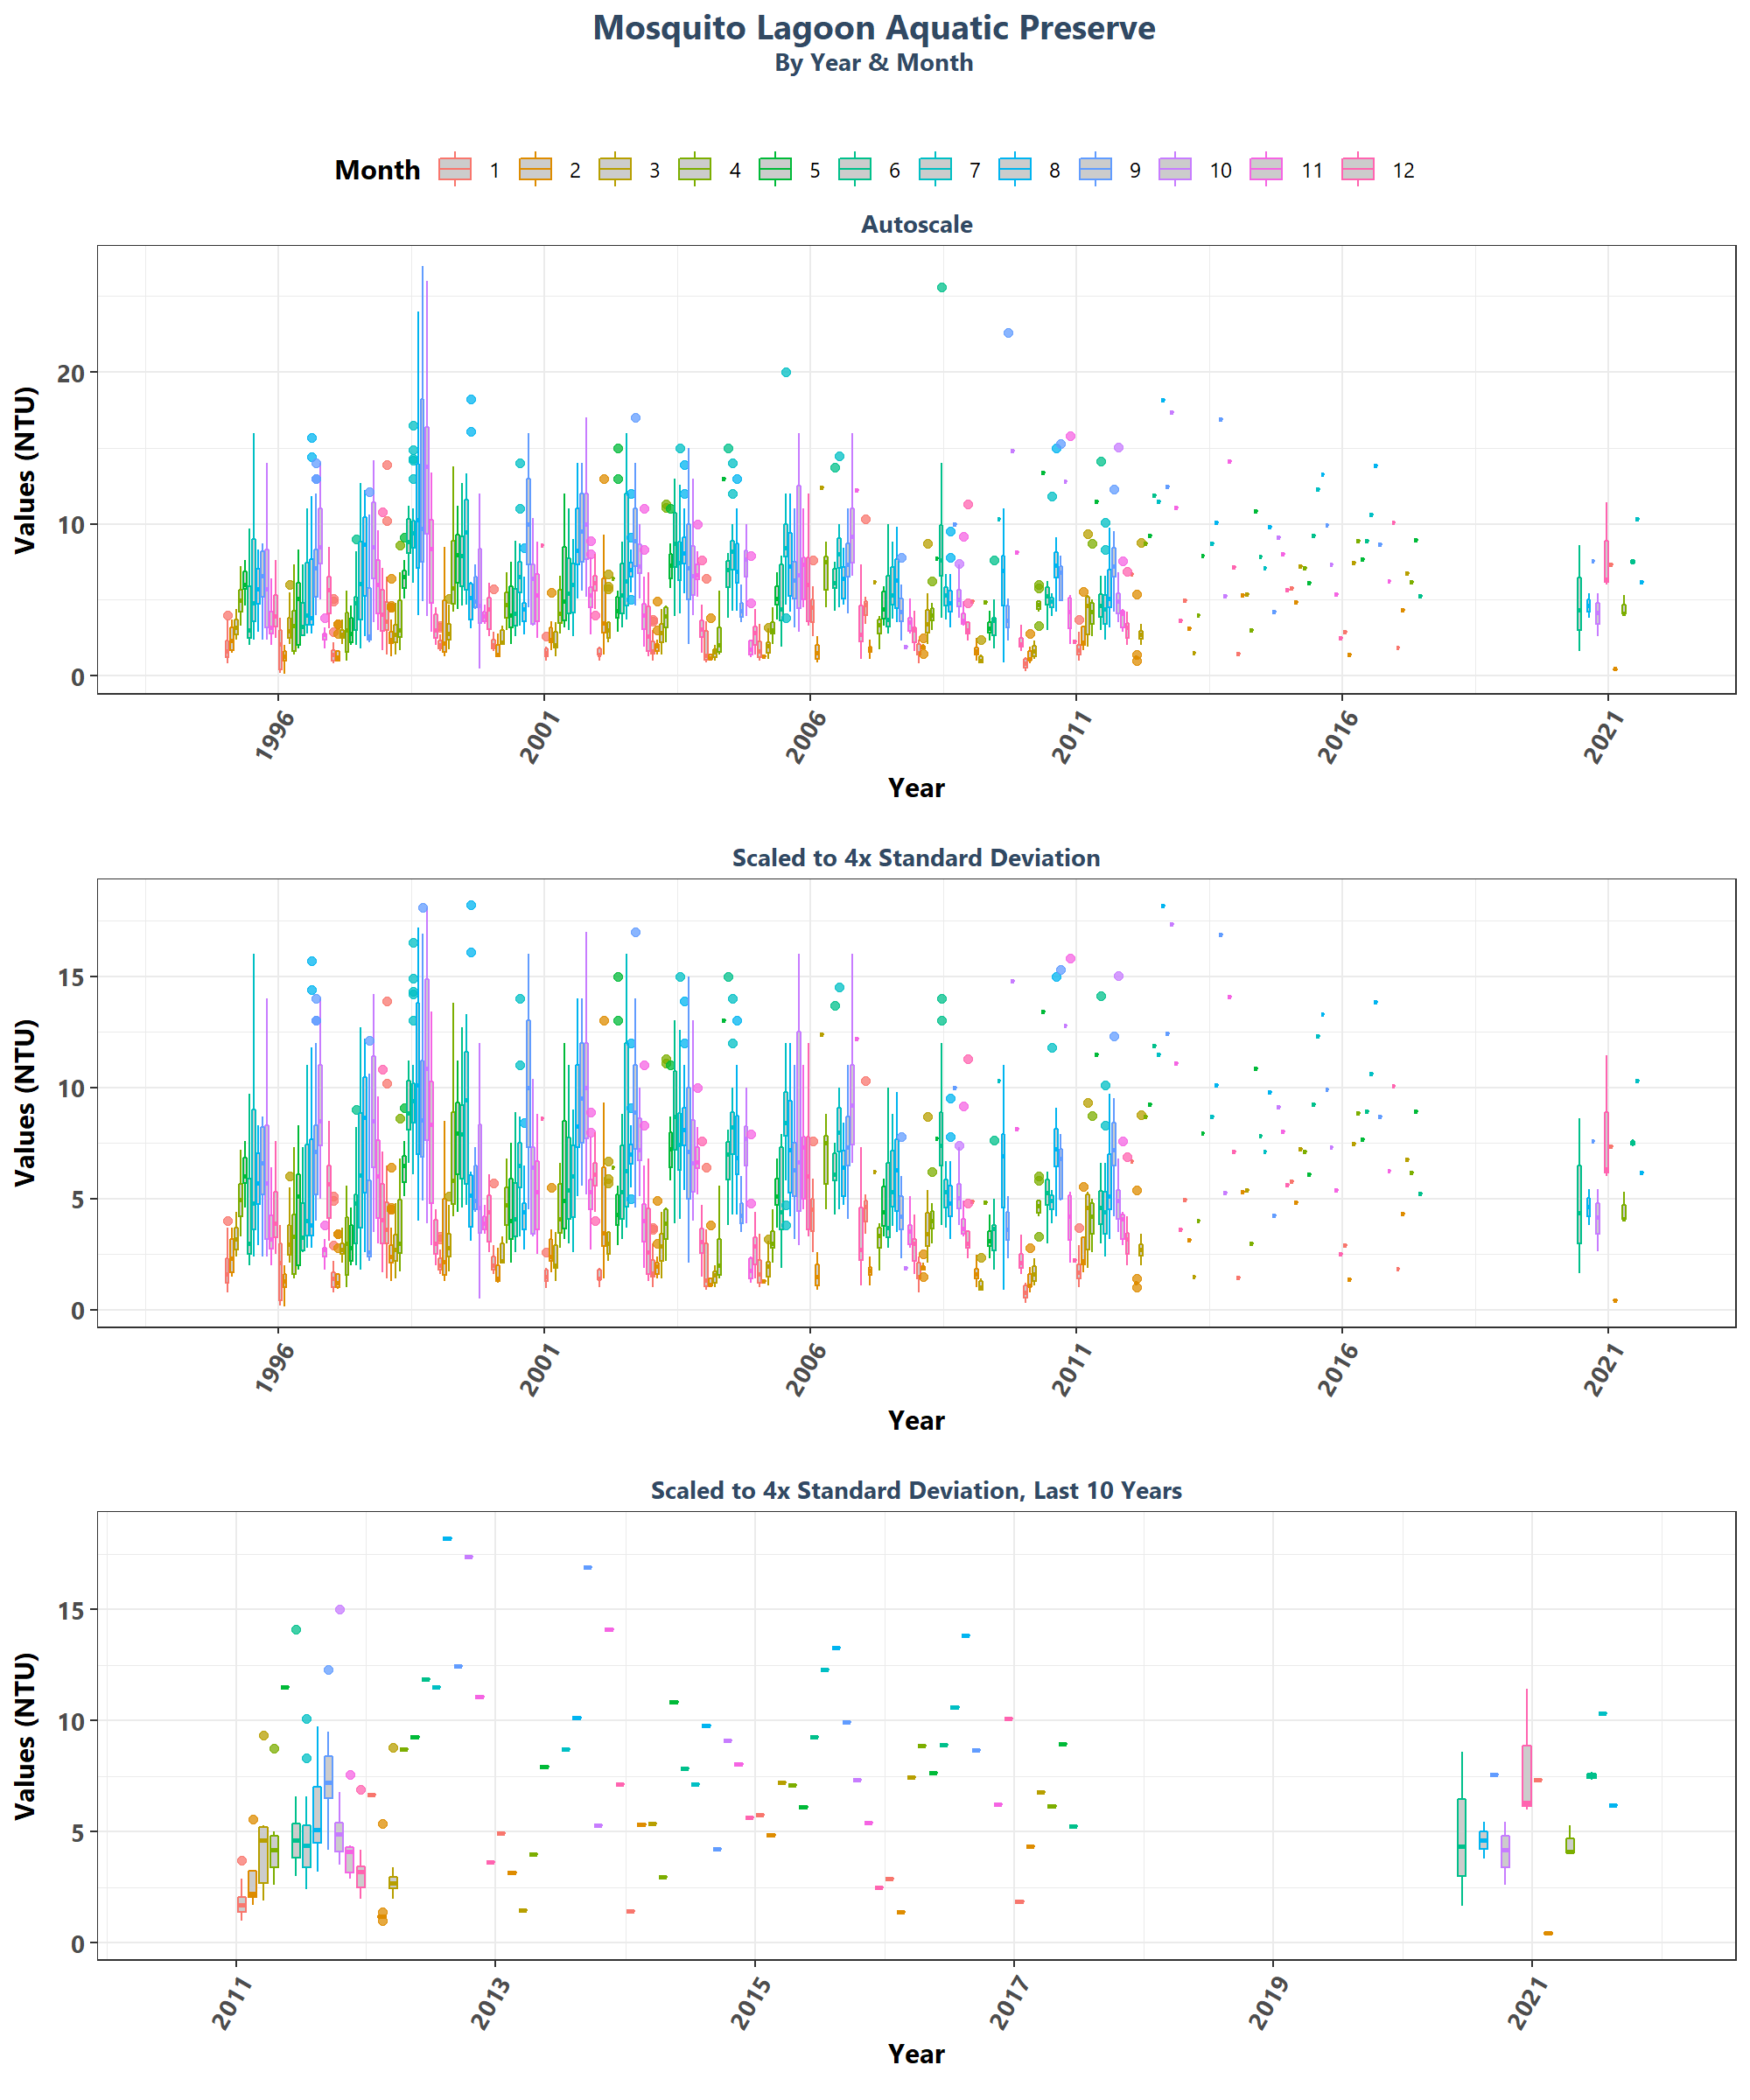 Mosquito Lagoon Aquatic Preserve
By Year & Month
Month 1 2 3 4 5 6 7 8 9 10 11 12
Autoscale
Values (NTU)
20
10
0
1996 2001 2006 2011 2016 2021
Year
Scaled to 4x Standard Deviation
Values (NTU)
15
10
5
0
1996 2001 2006 2011 2016 2021
Year
Scaled to 4x Standard Deviation, Last 10 Years
Values (NTU)
15
10
5
0
2011 2013 2015 2017 2019 2021
Year